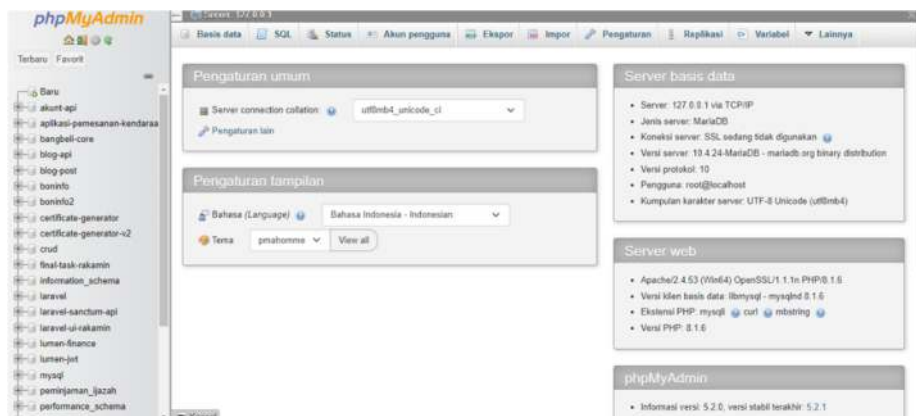 phpMyAdmin
Terbaru Favorit
Baru
akunt-api
aplikasi-pemesanan-kendaraa
bangbeli-core
blog-api
blog-post
boninfo
boninfo2
certificate-generator
certificate-generator-v2
crud
final-task-rakamin
information_schema
laravel
laravel-sanctum-api
laravel-ui-rakamin
lumen-finance
lumen-jwt
mysql
peminjaman_ijazah
performance_schema
Server: 127.0.0.1
Basis data SQL Status Akun pengguna Ekspor Impor Pengaturan Replikasi Variabel Lainnya
Pengaturan umum
Server connection collation: utf8mb4_unicode_ci
Pengaturan lain
Pengaturan tampilan
Bahasa (Language) Bahasa Indonesia - Indonesian
Tema pmahomme View all
Server basis data
Server: 127.0.0.1 via TCP/IP
Jenis server: MariaDB
Koneksi server: SSL sedang tidak digunakan
Versi server: 10.4.24-MariaDB - mariadb.org binary distribution
Versi protokol: 10
Pengguna: root@localhost
Kumpulan karakter server: UTF-8 Unicode (utf8mb4)
Server web
Apache/2.4.53 (Win64) OpenSSL/1.1.1n PHP/8.1.6
Versi klien basis data: libmysql - mysqlnd 8.1.6
Ekstensi PHP: mysqli curl mbstring
Versi PHP: 8.1.6
phpMyAdmin
Informasi versi: 5.2.0, versi stabil terakhir: 5.2.1